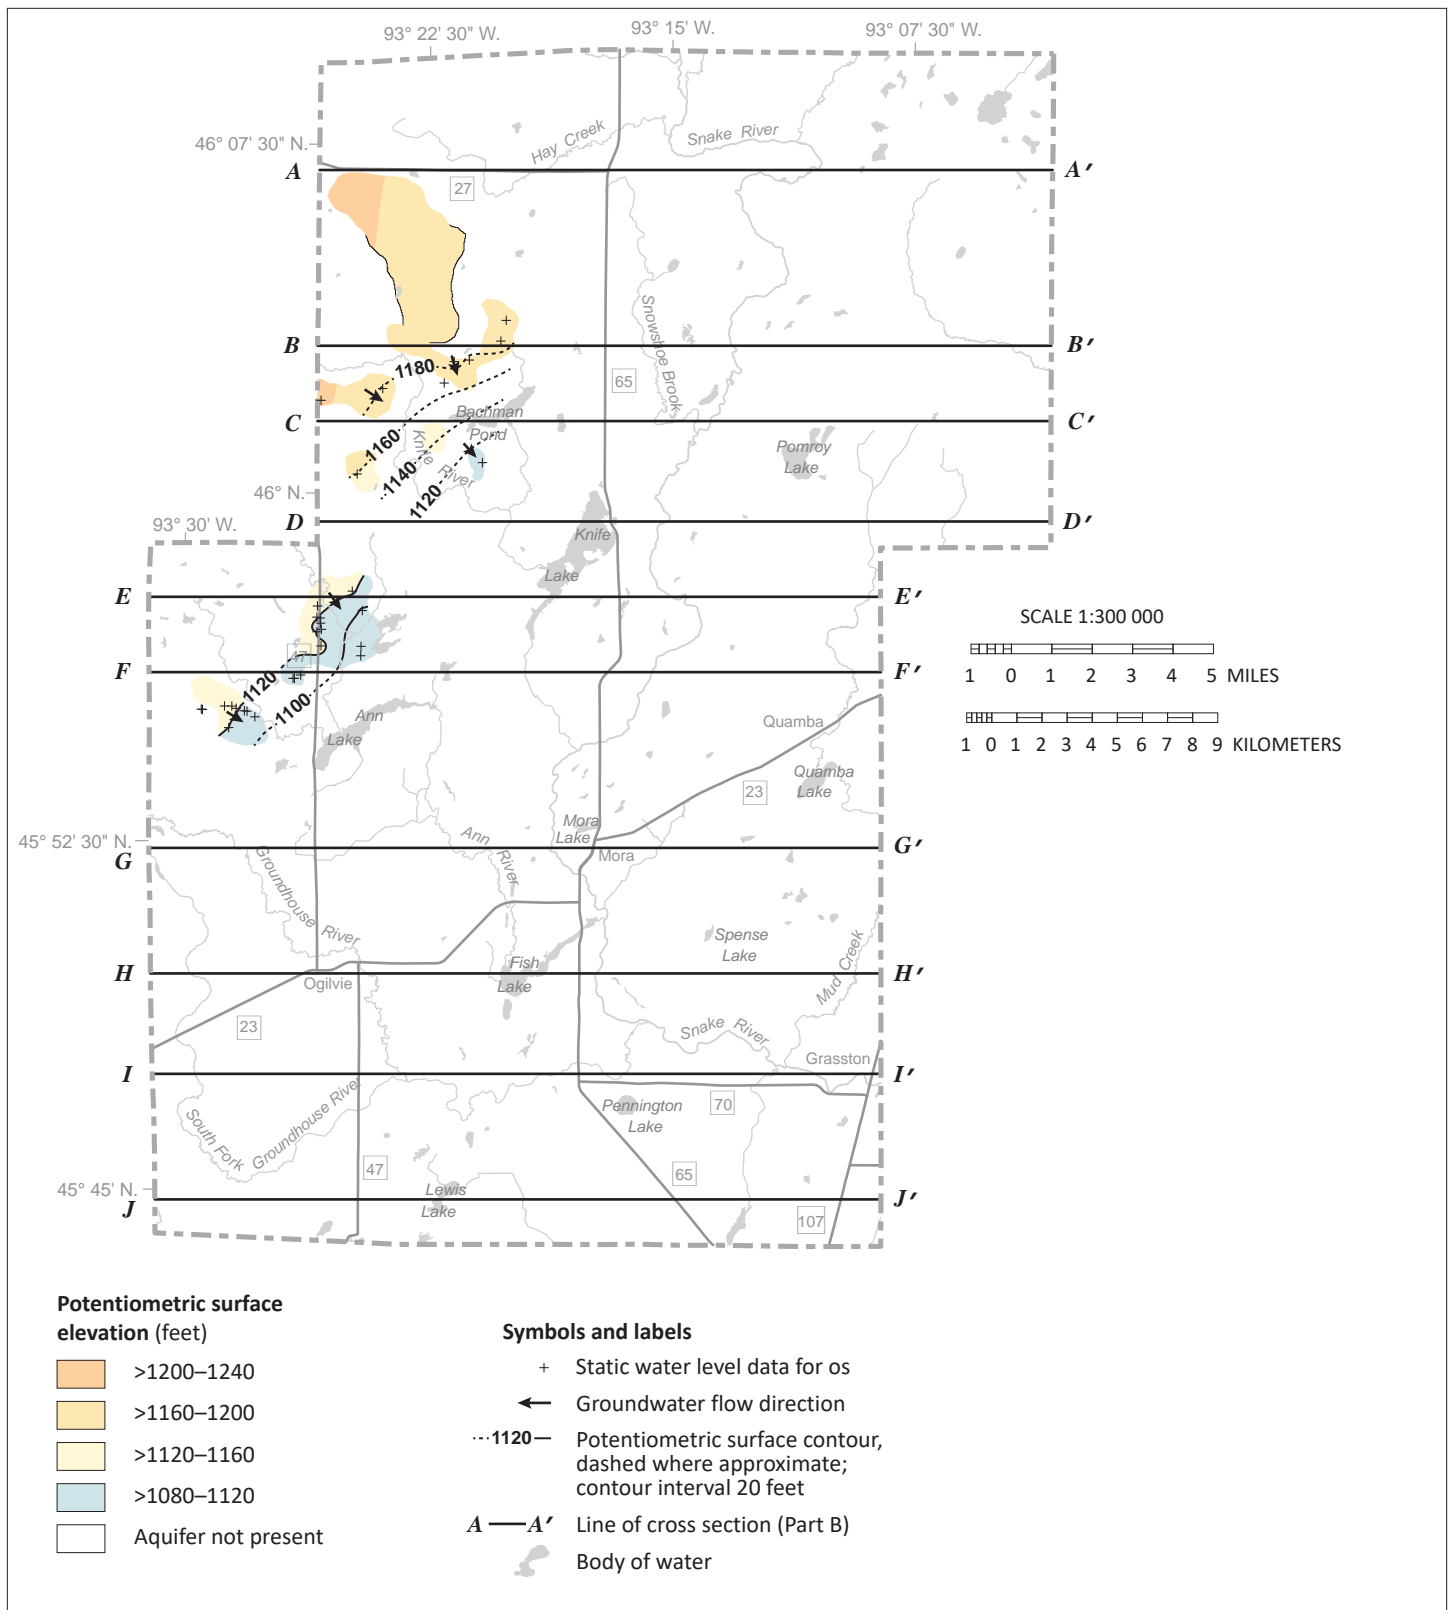 93° 22' 30" W.
93° 15' W.
93° 07' 30" W.
46° 07' 30" N.
Hay Creek
Snake River
A
A'
27
Snowshoe Brook
B
B'
1180
65
Bachman
Pond
C
C'
1160
Knife River
1140
Pomroy
Lake
1120
46° N.
D
D'
93° 30' W.
Knife
Lake
E
E'
SCALE 1:300 000
47
F
F'
1 0 1 2 3 4 5 MILES
1120
1100
Ann
Lake
Quamba
1 0 1 2 3 4 5 6 7 8 9 KILOMETERS
Quamba
Lake
23
Mora
Lake
45° 52' 30" N.
Ann River
G
G'
Mora
Groundhouse River
Spense
Lake
Mud Creek
Fish
Lake
H
H'
Ogilvie
23
Snake River
Grasston
I
I'
Pennington
Lake
70
South Fork Groundhouse River
47
65
45° 45' N.
Lewis
Lake
J
J'
107
Potentiometric surface
elevation (feet)
>1200–1240
>1160–1200
>1120–1160
>1080–1120
Aquifer not present
Symbols and labels
+ Static water level data for os
Groundwater flow direction
1120 Potentiometric surface contour,
dashed where approximate;
contour interval 20 feet
A A' Line of cross section (Part B)
Body of water